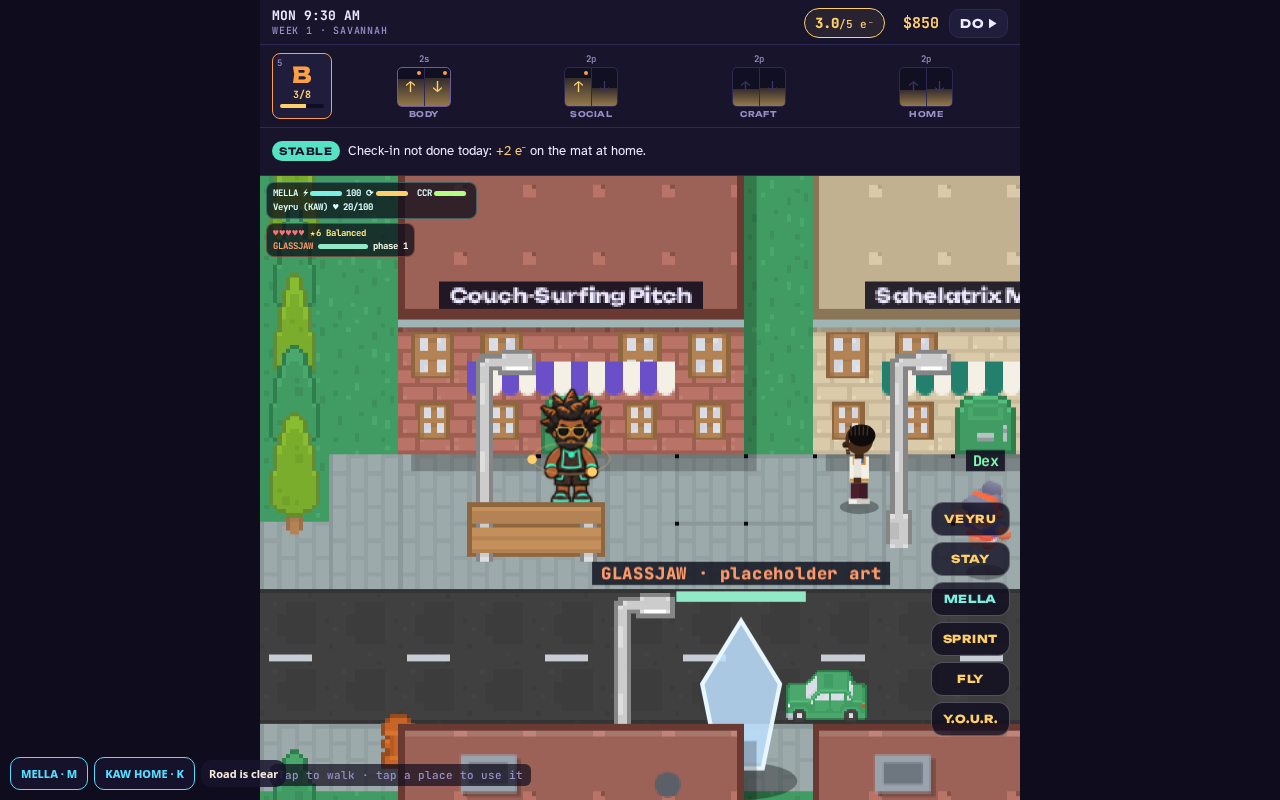 MON 9:30 AM
WEEK 1 · SAVANNAH
3.0/5 e⁻
$850
DO ▶
5
B
3/8
2s
BODY
2p
SOCIAL
2p
CRAFT
2p
HOME
STABLE Check-in not done today: +2 e⁻ on the mat at home.
MELLA ⚡ 100 ⟳ CCR
Veyru (KAW) ♥ 20/100
♥♥♥♥♥ ★6 Balanced
GLASSJAW phase 1
Couch-Surfing Pitch
Sahelatrix M
Dex
VEYRU
STAY
GLASSJAW · placeholder art
MELLA
SPRINT
FLY
Y.O.U.R.
MELLA · M
KAW HOME · K
Road is clear
ap to walk · tap a place to use it